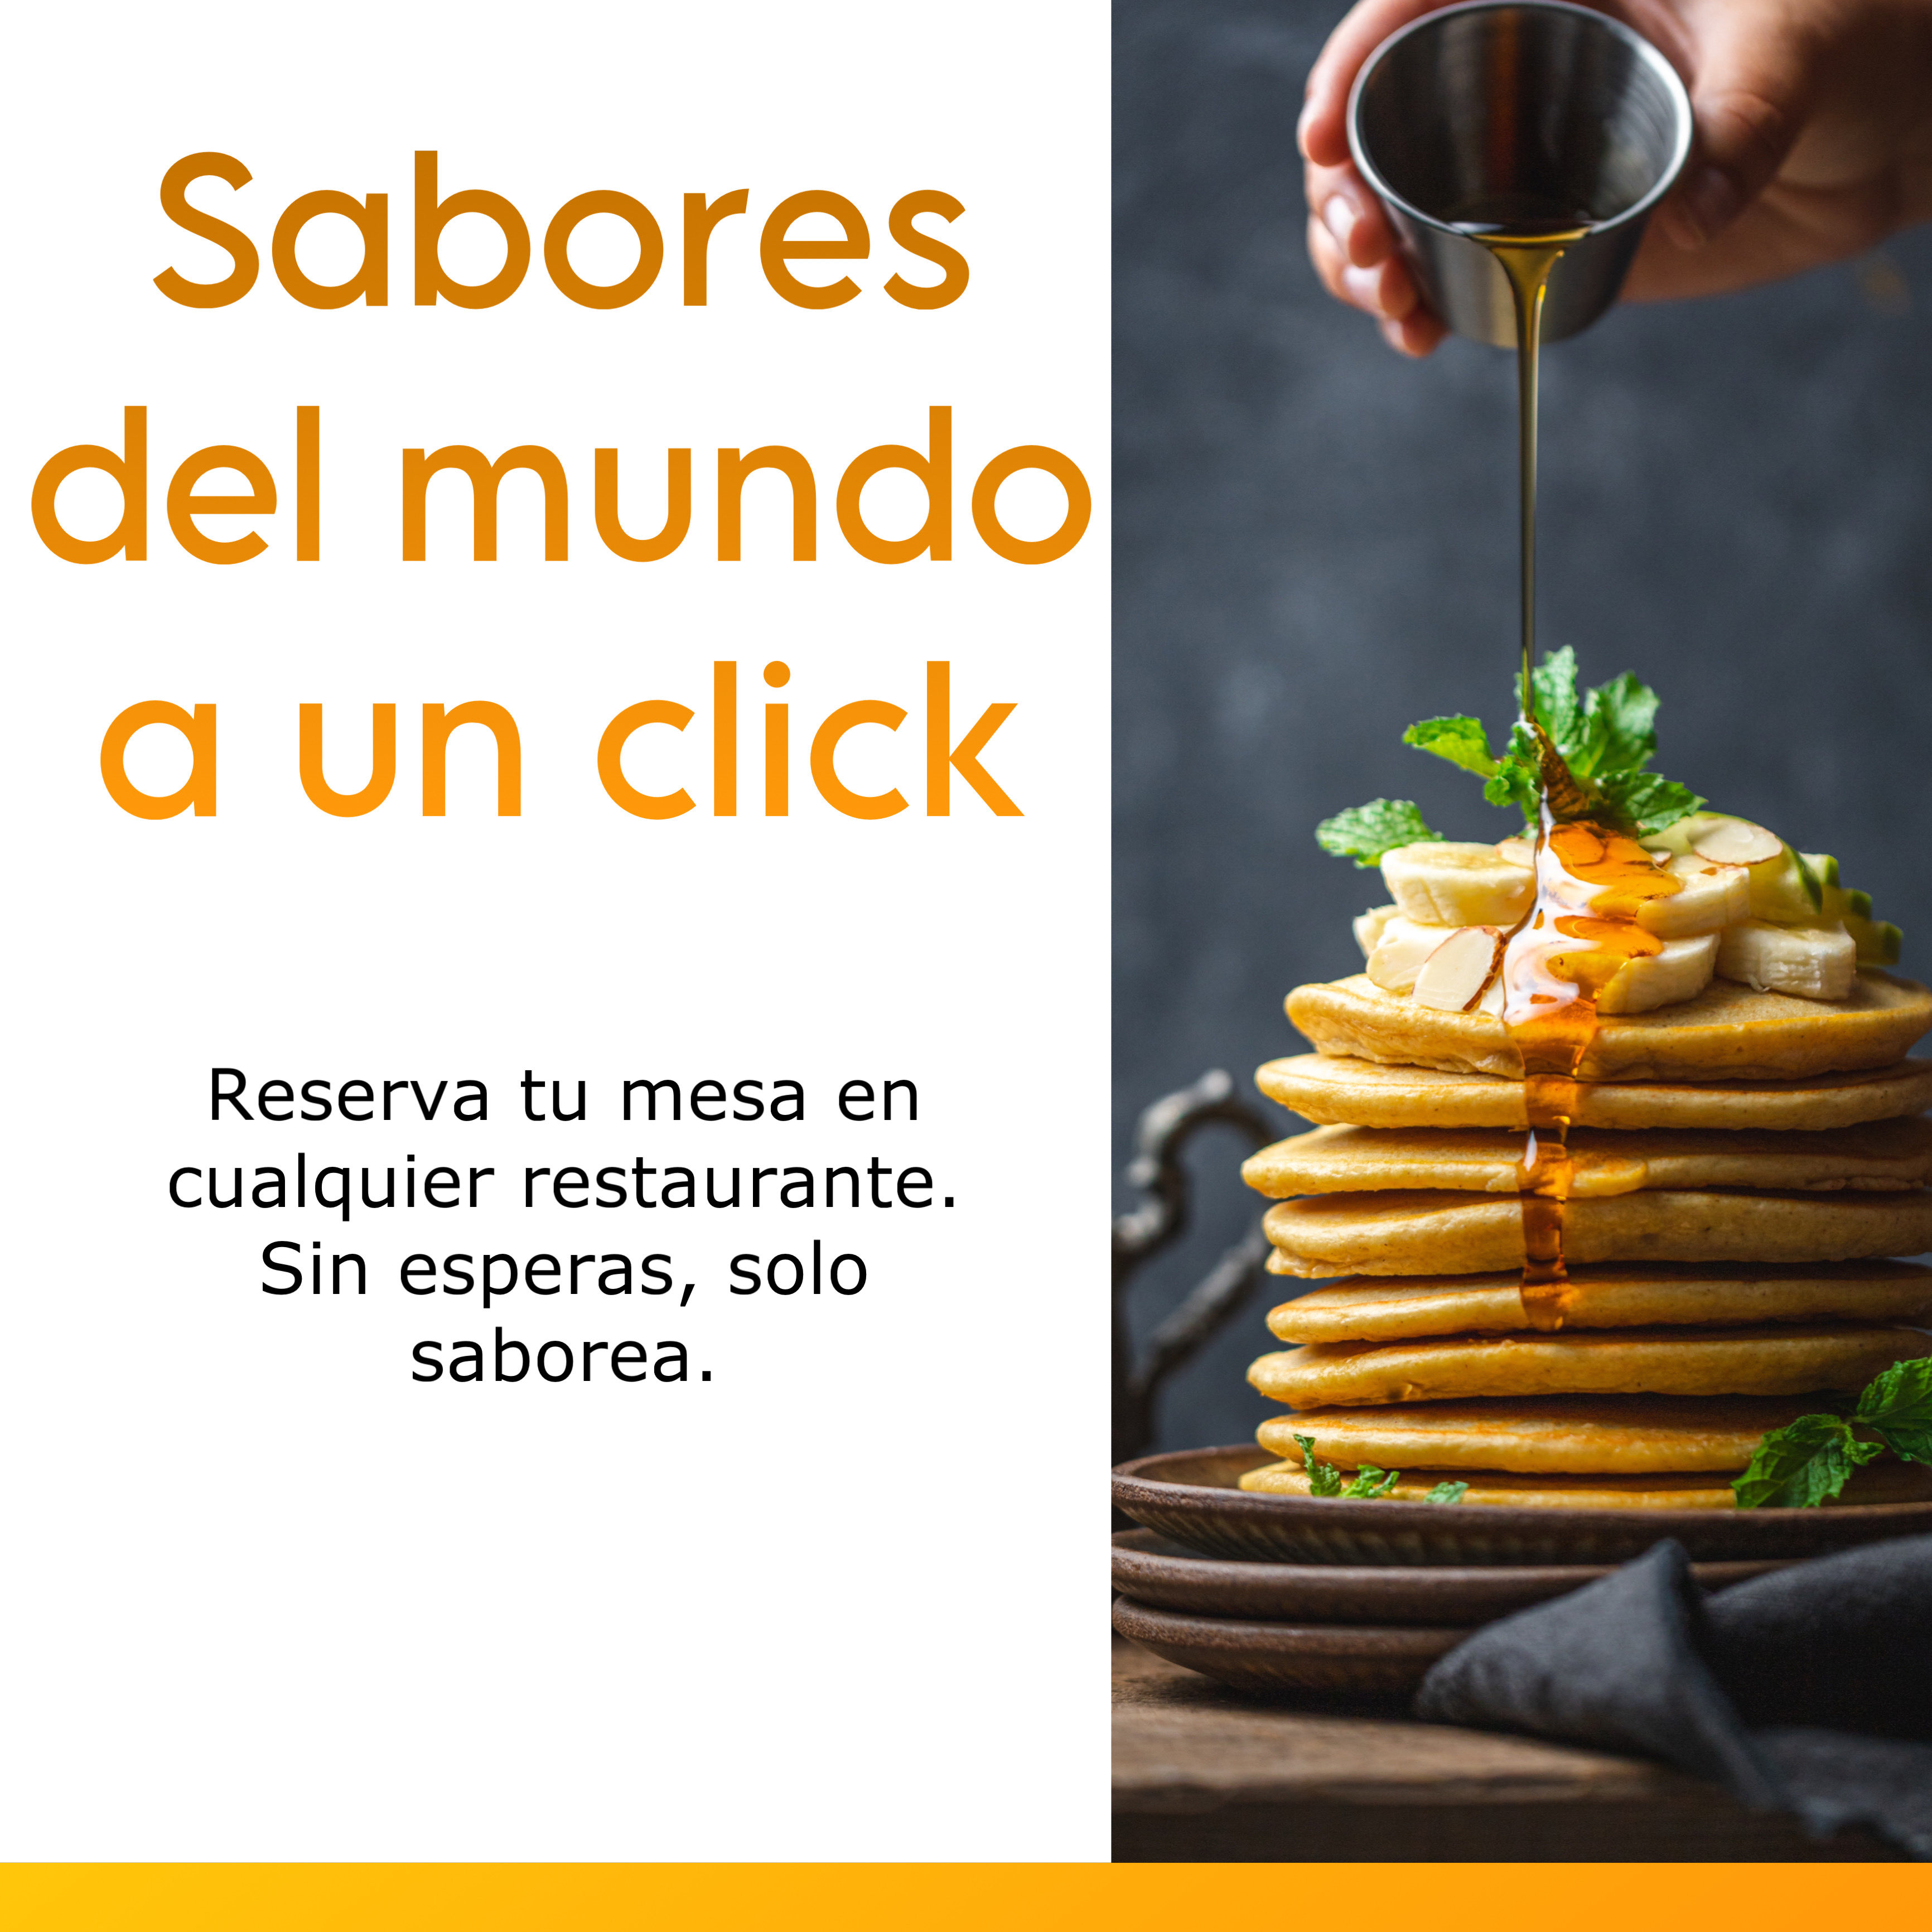 Sabores
del mundo
a un click
Reserva tu mesa en
cualquier restaurante.
Sin esperas, solo
saborea.